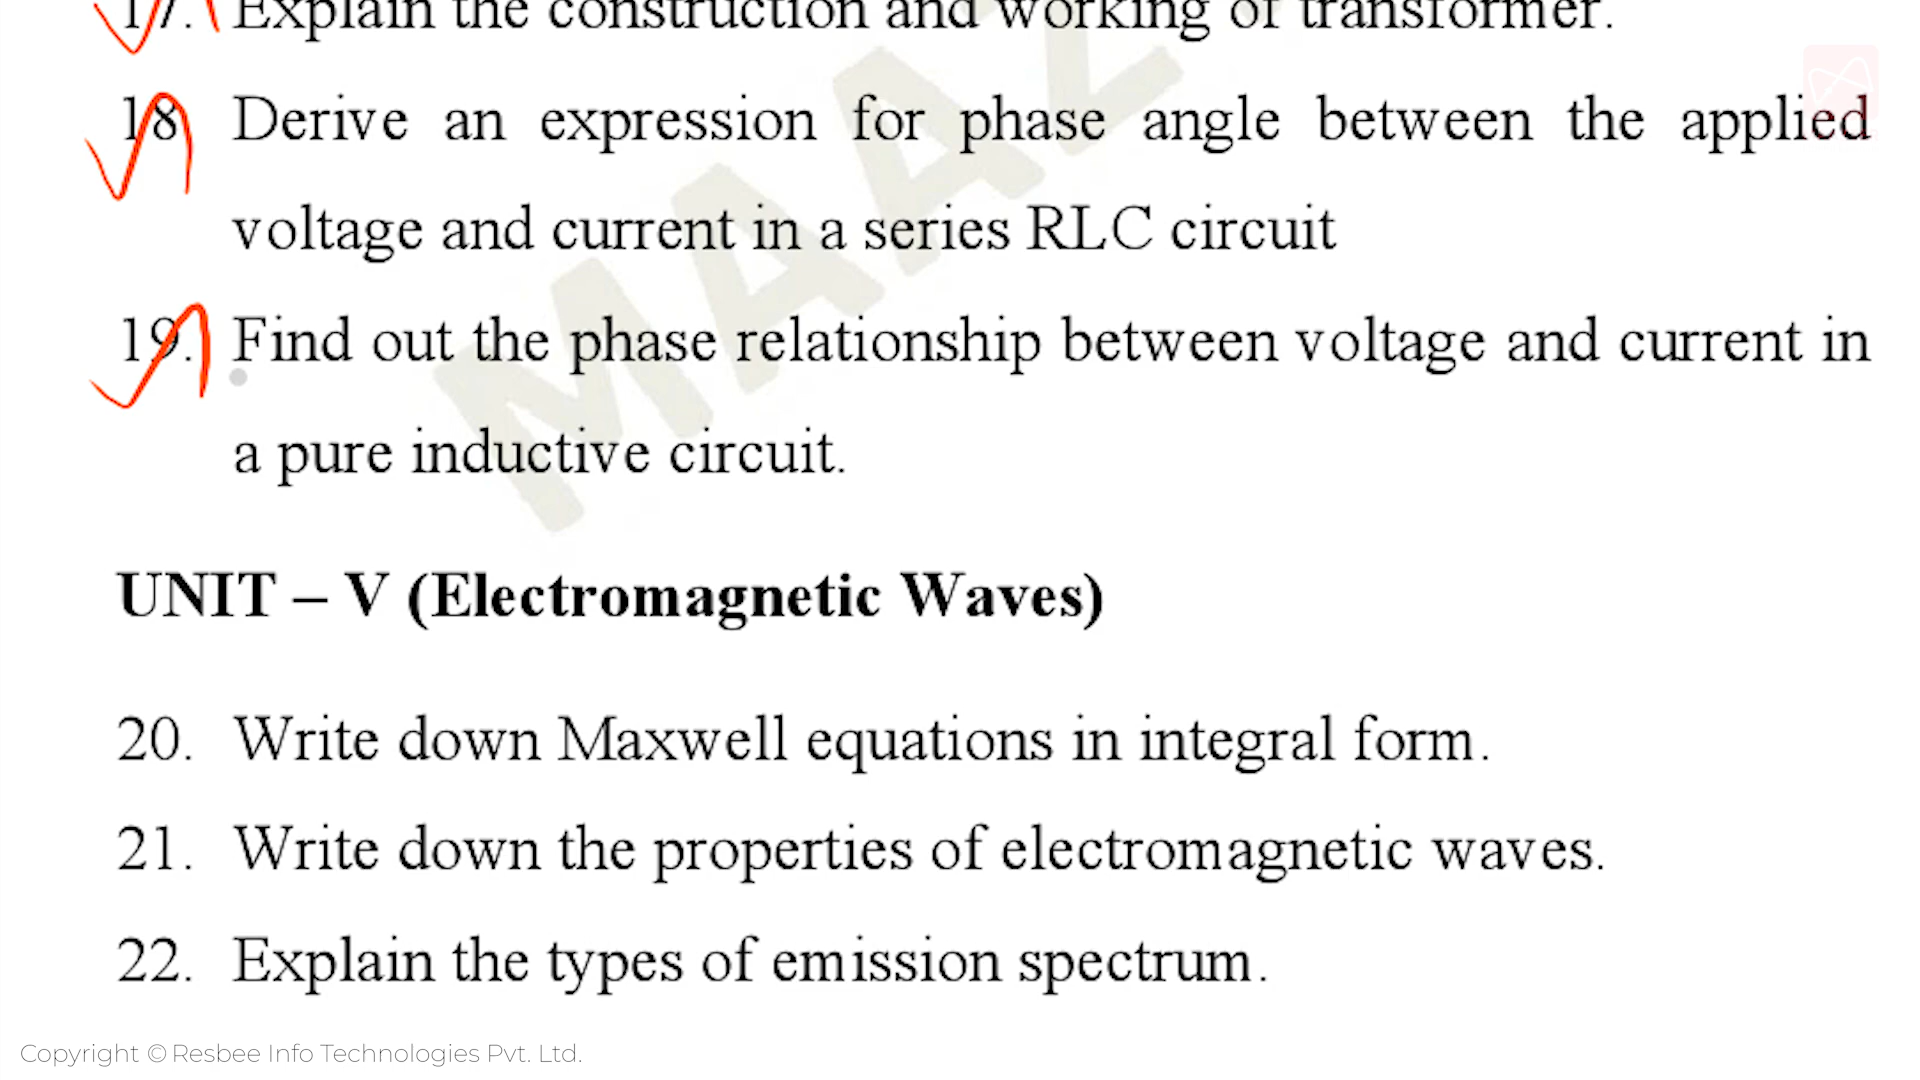 17. Explain the construction and working of transformer.
18 Derive an expression for phase angle between the applied
voltage and current in a series RLC circuit
19. Find out the phase relationship between voltage and current in
a pure inductive circuit.
MAAZ
UNIT – V (Electromagnetic Waves)
20. Write down Maxwell equations in integral form.
21. Write down the properties of electromagnetic waves.
22. Explain the types of emission spectrum.
Copyright © Resbee Info Technologies Pvt. Ltd.